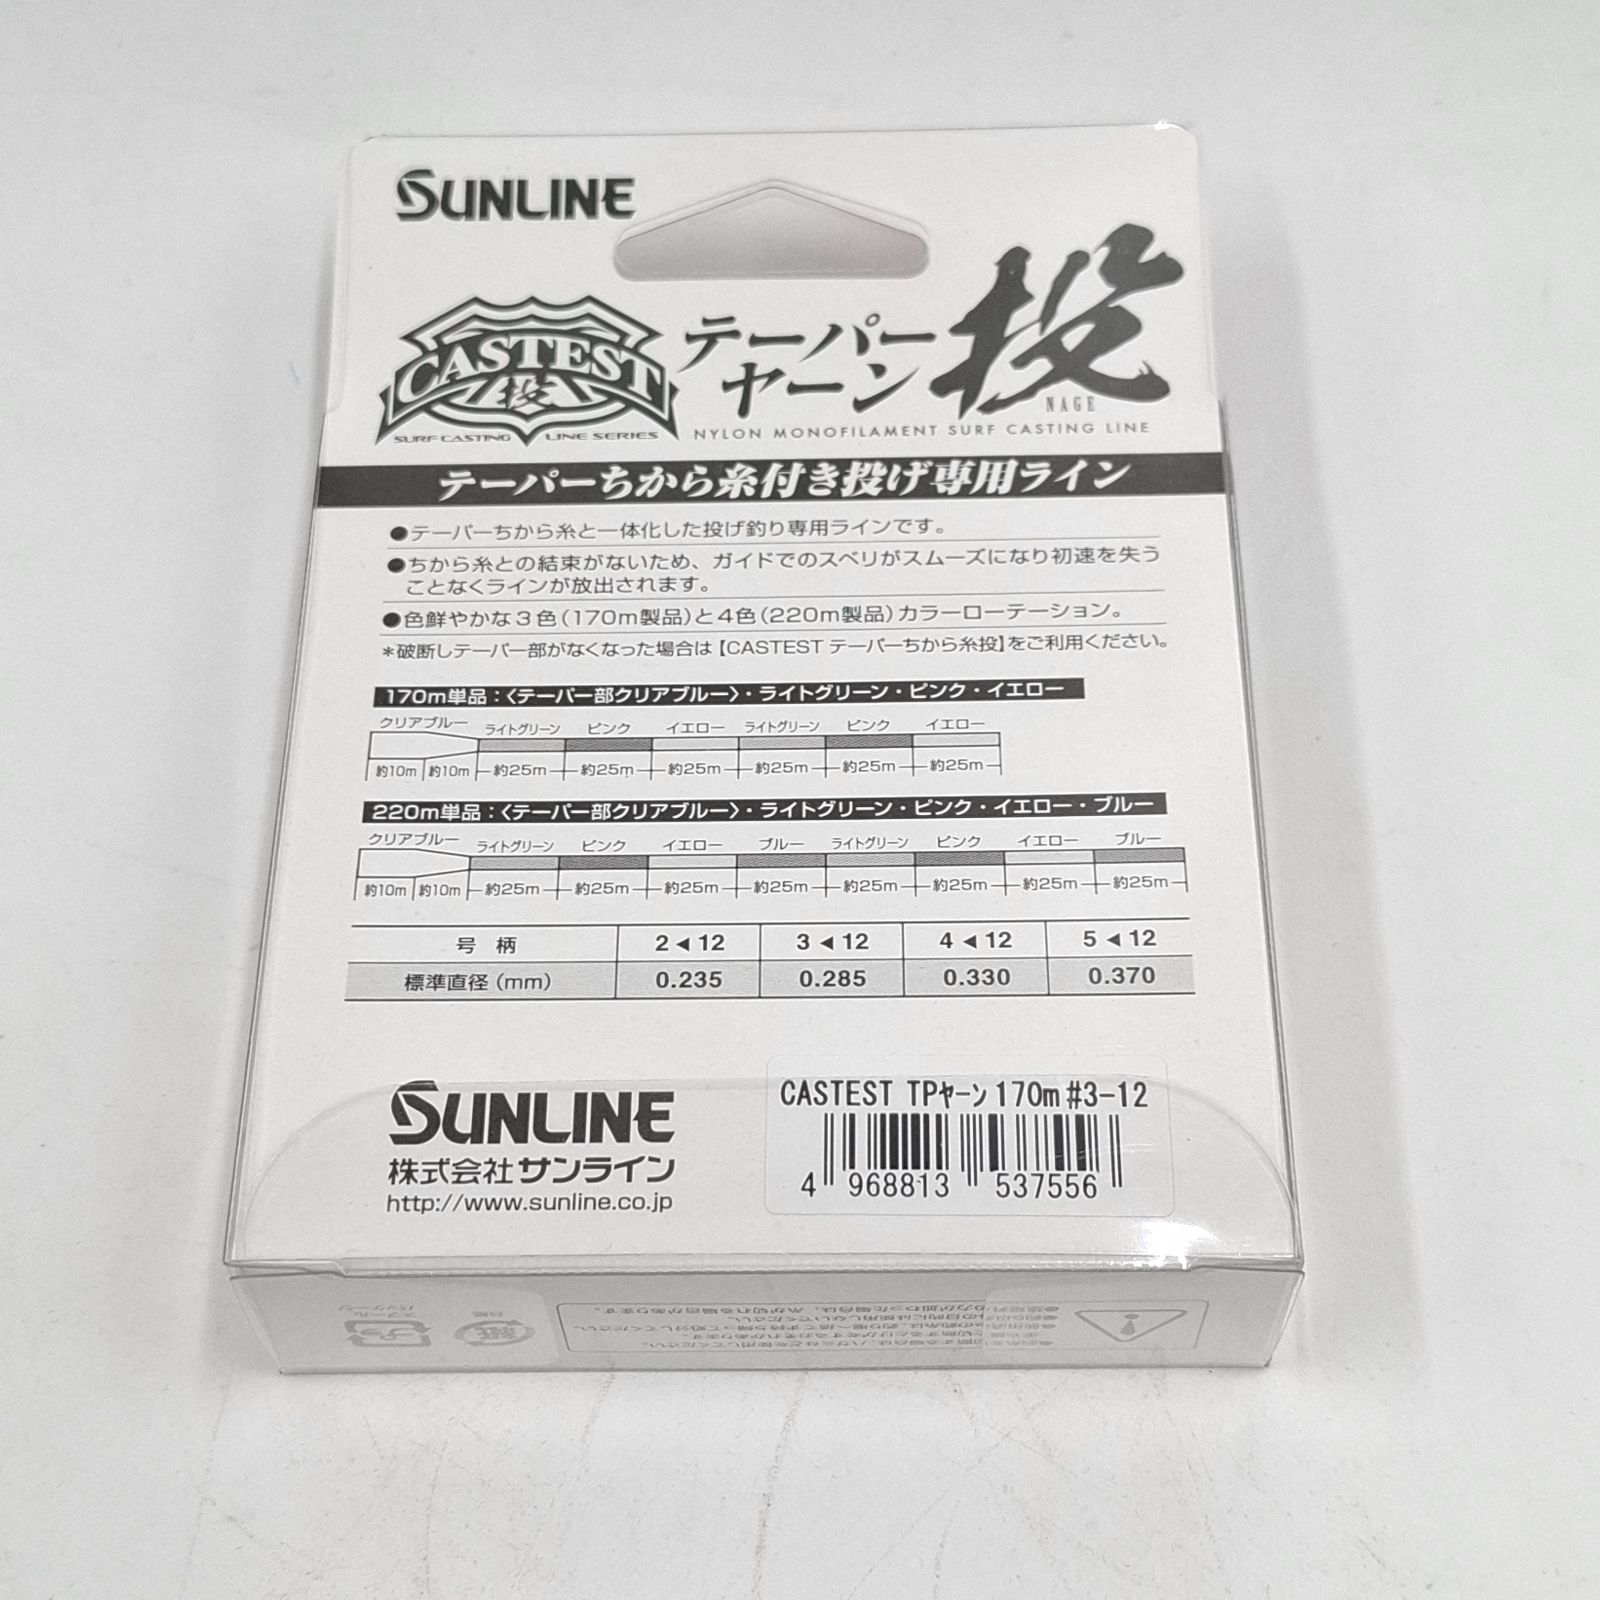 SUNLINE
CASTEST
投
SURF CASTING LINE SERIES
テーパー
ヤーン
投
NAGE
NYLON MONOFILAMENT SURF CASTING LINE
テーパーちから糸付き投げ専用ライン
●テーパーちから糸と一体化した投げ釣り専用ラインです。
●ちから糸との結束がないため、ガイドでのスベリがスムーズになり初速を失う
ことなくラインが放出されます。
●色鮮やかな3色(170m製品)と4色(220m製品)カラーローテーション。
*破断しテーパー部がなくなった場合は【CASTEST テーパーちから糸投】をご利用ください。
170m単品:〈テーパー部クリアブルー〉・ライトグリーン・ピンク・イエロー
クリアブルー ライトグリーン ピンク イエロー ライトグリーン ピンク イエロー
約10m 約10m 約25m 約25m 約25m 約25m 約25m 約25m
220m単品:〈テーパー部クリアブルー〉・ライトグリーン・ピンク・イエロー・ブルー
クリアブルー ライトグリーン ピンク イエロー ブルー ライトグリーン ピンク イエロー ブルー
約10m 約10m 約25m 約25m 約25m 約25m 約25m 約25m 約25m 約25m
号 柄 2◀12 3◀12 4◀12 5◀12
標準直径(mm) 0.235 0.285 0.330 0.370
SUNLINE
株式会社サンライン
http://www.sunline.co.jp
CASTEST TPヤーン170m#3-12
4 968813 537556